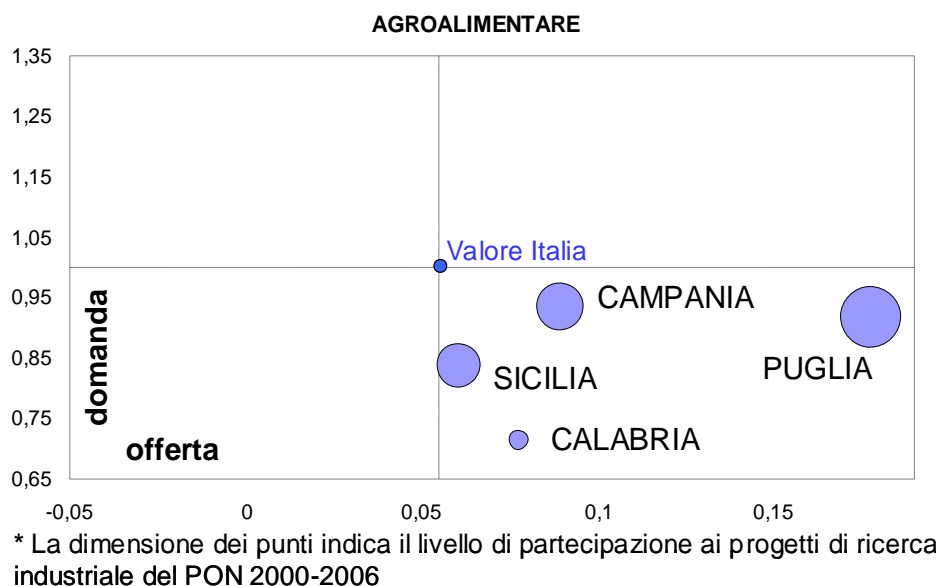 AGROALIMENTARE
1,35
1,25
1,15
1,05
0,95
0,85
0,75
0,65
domanda
offerta
Valore Italia
CAMPANIA
PUGLIA
SICILIA
CALABRIA
-0,05 0 0,05 0,1 0,15
* La dimensione dei punti indica il livello di partecipazione ai progetti di ricerca
industriale del PON 2000-2006